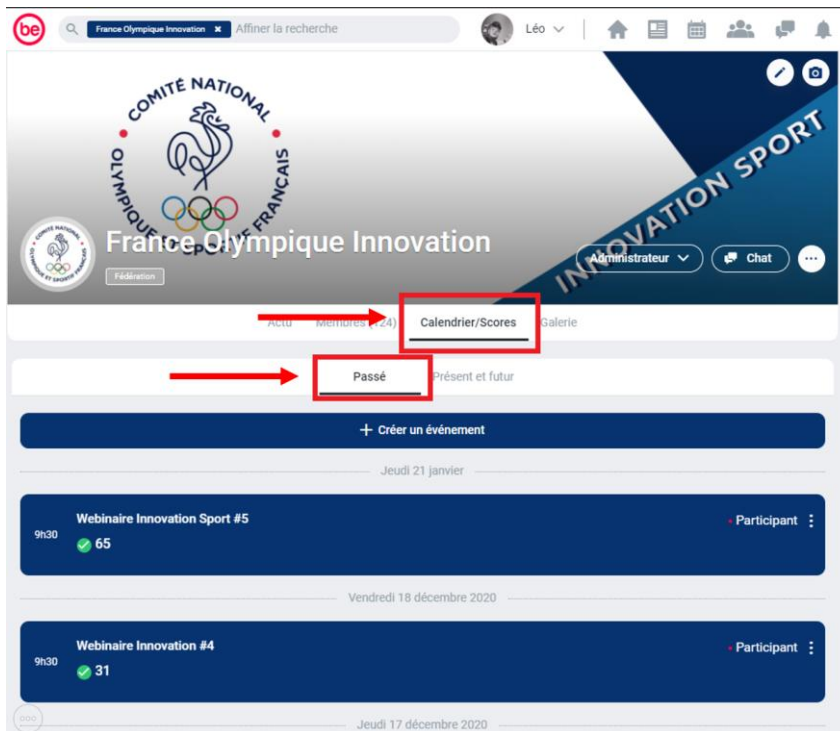 be
France Olympique Innovation x Affiner la recherche
Léo
COMITÉ NATIONAL
OLYMPIQUE ET SPORTIF FRANÇAIS
INNOVATION SPORT
France Olympique Innovation
Fédération
Administrateur
Chat
Actu Membres (124) Calendrier/Scores Galerie
Passé Présent et futur
+ Créer un événement
Jeudi 21 janvier
Webinaire Innovation Sport #5
Participant
9h30
65
Vendredi 18 décembre 2020
Webinaire Innovation #4
Participant
9h30
31
Jeudi 17 décembre 2020